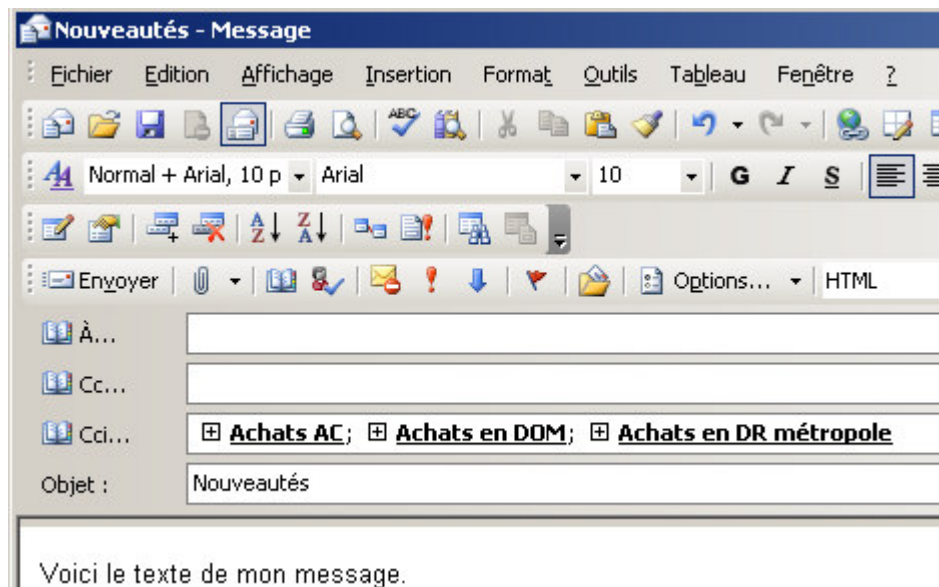 Nouveautés - Message
Fichier Edition Affichage Insertion Format Outils Tableau Fenêtre ?
ABC
Normal + Arial, 10 p Arial 10 G I S
A Z Z A
Envoyer Options... HTML
À...
Cc...
Cci... Achats AC; Achats en DOM; Achats en DR métropole
Objet : Nouveautés
Voici le texte de mon message.